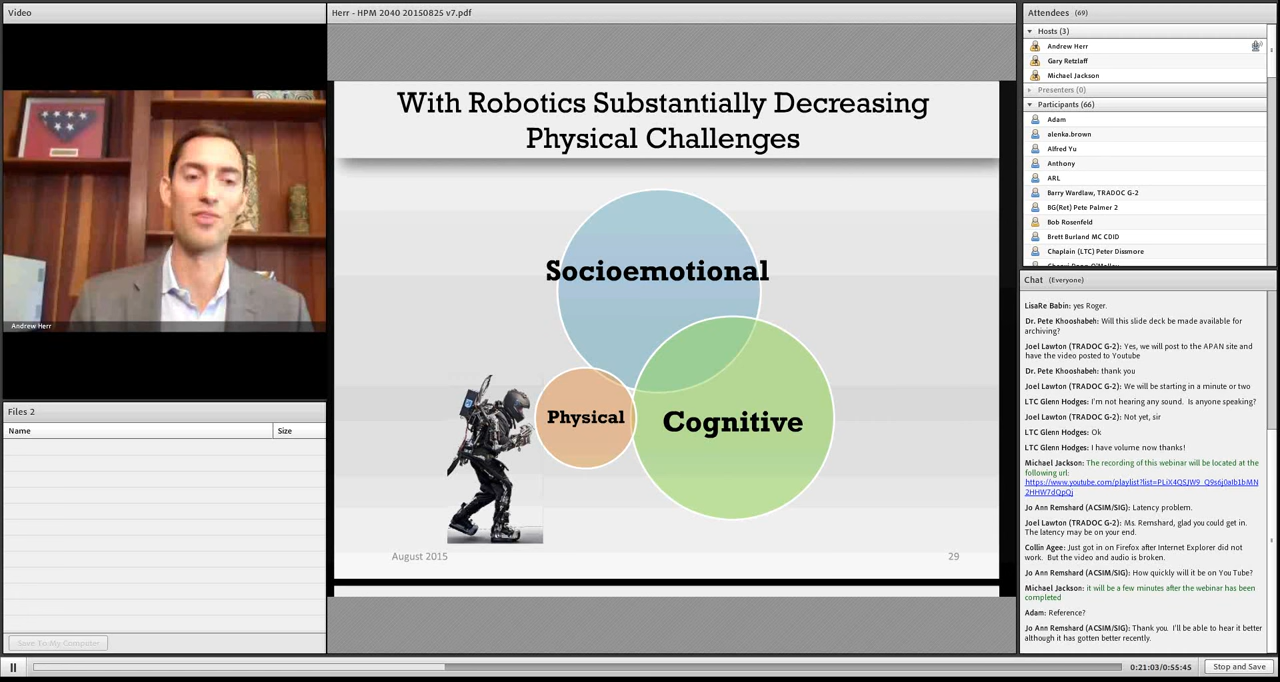 Video
Andrew Herr
Files 2
Name
Size
Save To My Computer
Herr - HPM 2040 20150825 v7.pdf
With Robotics Substantially Decreasing
Physical Challenges
Socioemotional
Physical
Cognitive
August 2015
29
Attendees (69)
Hosts (3)
Andrew Herr
Gary Retzlaff
Michael Jackson
Presenters (0)
Participants (66)
Adam
alenka.brown
Alfred Yu
Anthony
ARL
Barry Wardlaw, TRADOC G-2
BG(Ret) Pete Palmer 2
Bob Rosenfeld
Brett Burland MC CDID
Chaplain (LTC) Peter Dissmore
Chat (Everyone)
LisaRe Babin: yes Roger.
Dr. Pete Khooshabeh: Will this slide deck be made available for
archiving?
Joel Lawton (TRADOC G-2): Yes, we will post to the APAN site and
have the video posted to Youtube
Dr. Pete Khooshabeh: thank you
Joel Lawton (TRADOC G-2): We will be starting in a minute or two
LTC Glenn Hodges: I'm not hearing any sound. Is anyone speaking?
Joel Lawton (TRADOC G-2): Not yet, sir
LTC Glenn Hodges: Ok
LTC Glenn Hodges: I have volume now thanks!
Michael Jackson: The recording of this webinar will be located at the
following url:
Jo Ann Remshard (ACSIM/SIG): Latency problem.
Joel Lawton (TRADOC G-2): Ms. Remshard, glad you could get in.
The latency may be on your end.
Collin Agee: Just got in on Firefox after Internet Explorer did not
work. But the video and audio is broken.
Jo Ann Remshard (ACSIM/SIG): How quickly will it be on You Tube?
Michael Jackson: it will be a few minutes after the webinar has been
completed
Adam: Reference?
Jo Ann Remshard (ACSIM/SIG): Thank you. I'll be able to hear it better
although it has gotten better recently.
0:21:03/0:55:45
Stop and Save